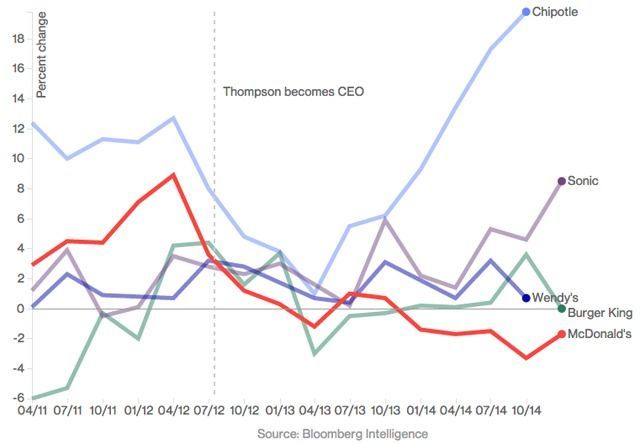 Percent change
18
16
14
12
10
8
6
4
2
0
-2
-4
-6
Thompson becomes CEO
Chipotle
Sonic
Wendy's
Burger King
McDonald's
04/11 07/11 10/11 01/12 04/12 07/12 10/12 01/13 04/13 07/13 10/13 01/14 04/14 07/14 10/14
Source: Bloomberg Intelligence